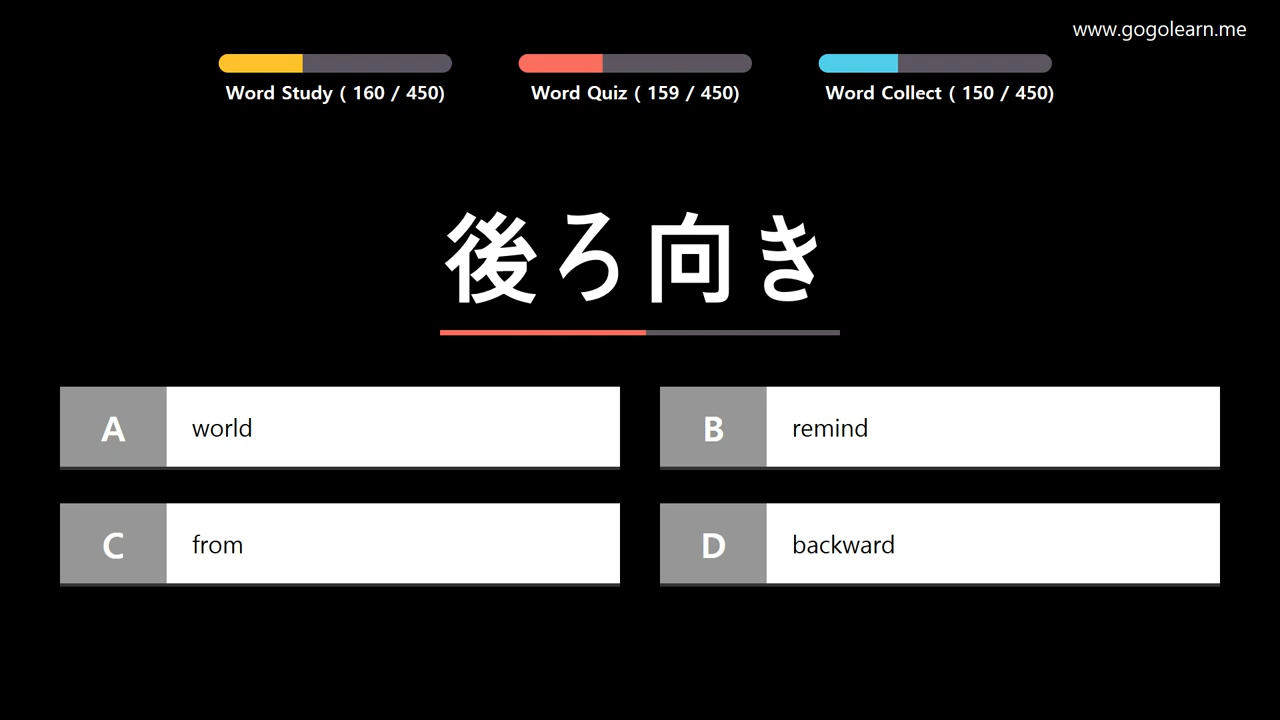 www.gogolearn.me
Word Study ( 160 / 450)
Word Quiz ( 159 / 450)
Word Collect ( 150 / 450)
後ろ向き
A world
B remind
C from
D backward